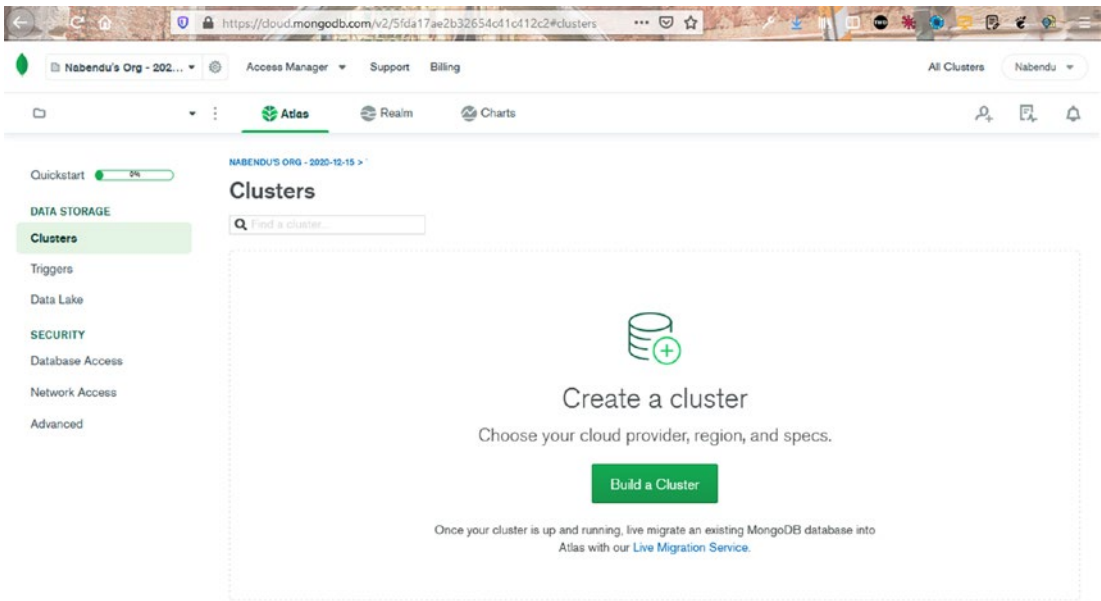 https://cloud.mongodb.com/v2/5fda17ae2b32654c41c412c2#clusters
Nabendu's Org - 202... Access Manager Support Billing All Clusters Nabendu
Atlas Realm Charts
Quickstart 0%
DATA STORAGE
Clusters
Triggers
Data Lake
SECURITY
Database Access
Network Access
Advanced
NABENDU'S ORG - 2020-12-15 >
Clusters
Find a cluster...
Create a cluster
Choose your cloud provider, region, and specs.
Build a Cluster
Once your cluster is up and running, live migrate an existing MongoDB database into
Atlas with our Live Migration Service.